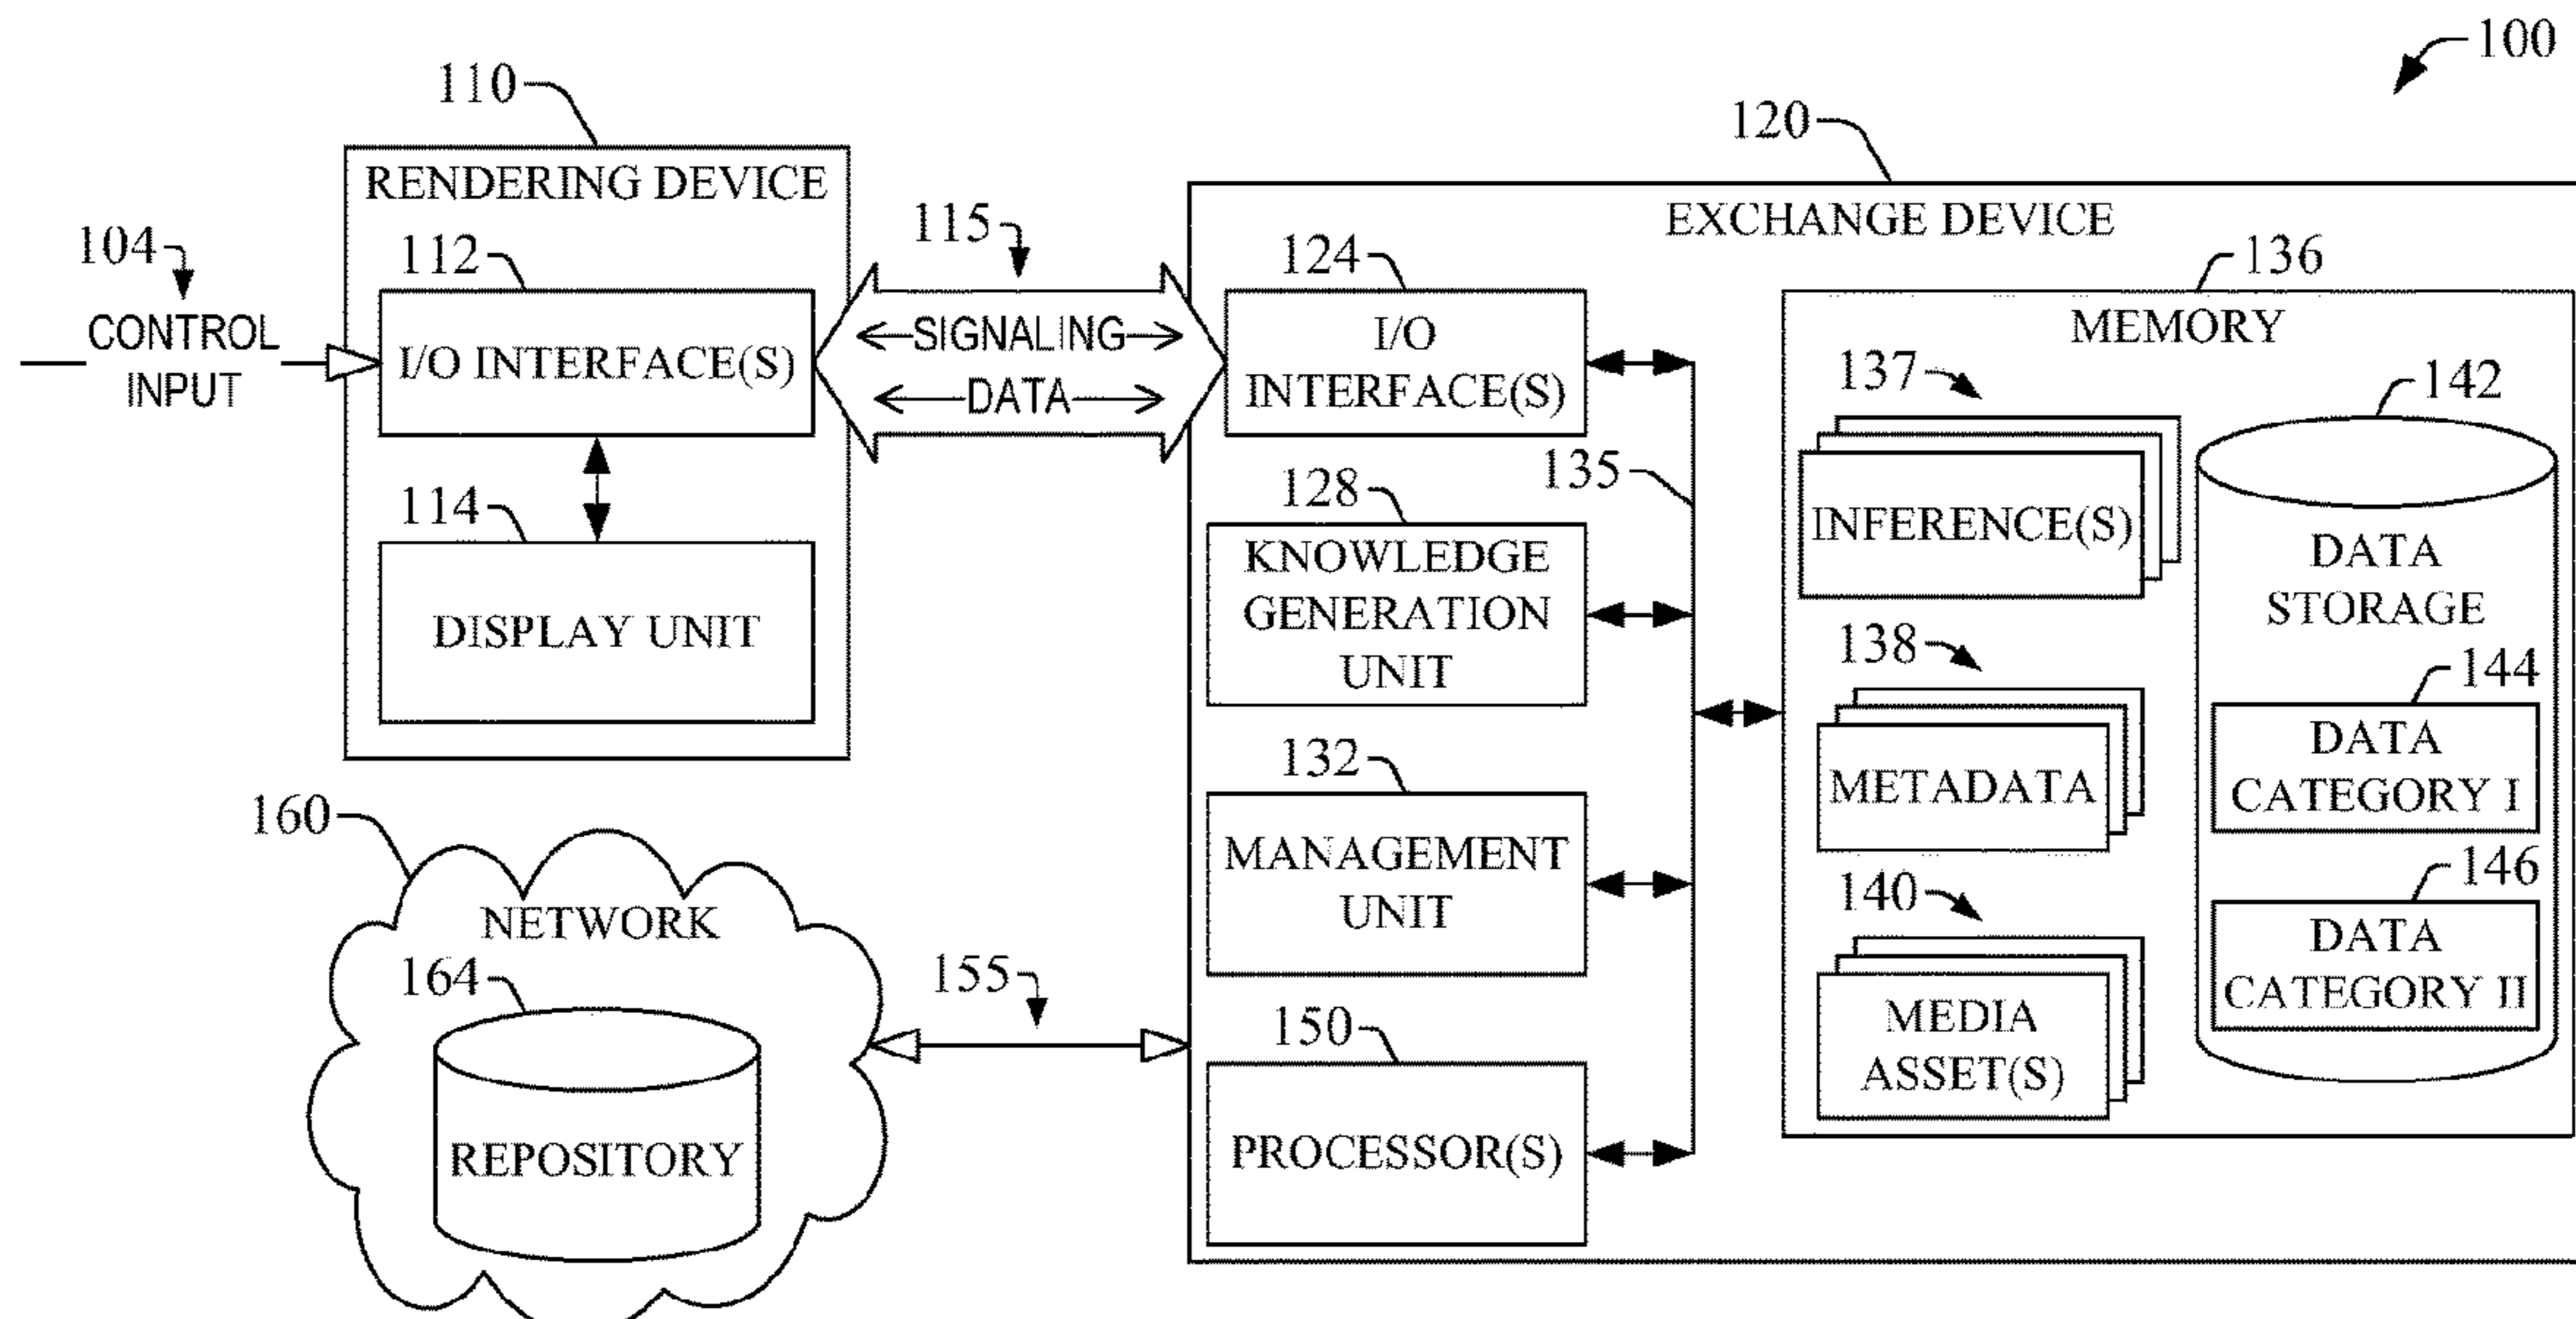 100
110
120
RENDERING DEVICE
EXCHANGE DEVICE
104
CONTROL
INPUT
112
I/O INTERFACE(S)
114
DISPLAY UNIT
115
SIGNALING
DATA
124
I/O
INTERFACE(S)
135
128
KNOWLEDGE
GENERATION
UNIT
132
MANAGEMENT
UNIT
150
PROCESSOR(S)
136
MEMORY
137
INFERENCE(S)
138
METADATA
140
MEDIA
ASSET(S)
142
DATA
STORAGE
144
DATA
CATEGORY I
146
DATA
CATEGORY II
160
NETWORK
164
REPOSITORY
155